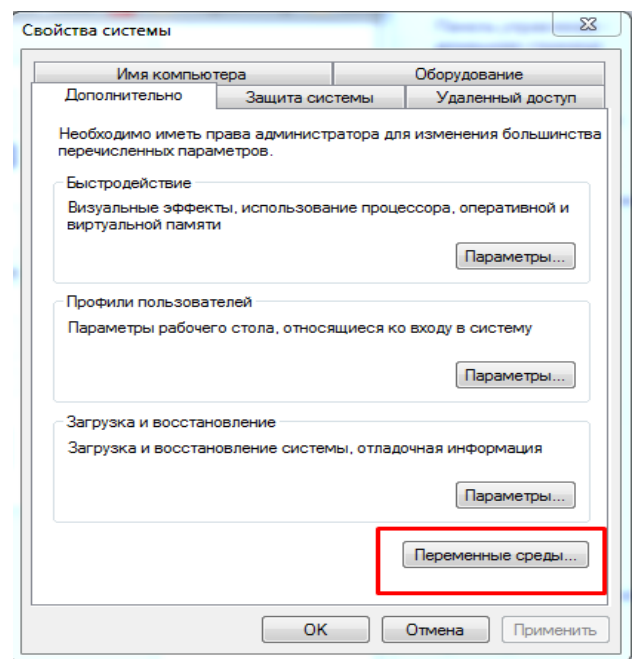 Свойства системы
Имя компьютера
Оборудование
Дополнительно
Защита системы
Удаленный доступ
Необходимо иметь права администратора для изменения большинства
перечисленных параметров.
Быстродействие
Визуальные эффекты, использование процессора, оперативной и
виртуальной памяти
Параметры...
Профили пользователей
Параметры рабочего стола, относящиеся ко входу в систему
Параметры...
Загрузка и восстановление
Загрузка и восстановление системы, отладочная информация
Параметры...
Переменные среды...
OK
Отмена
Применить